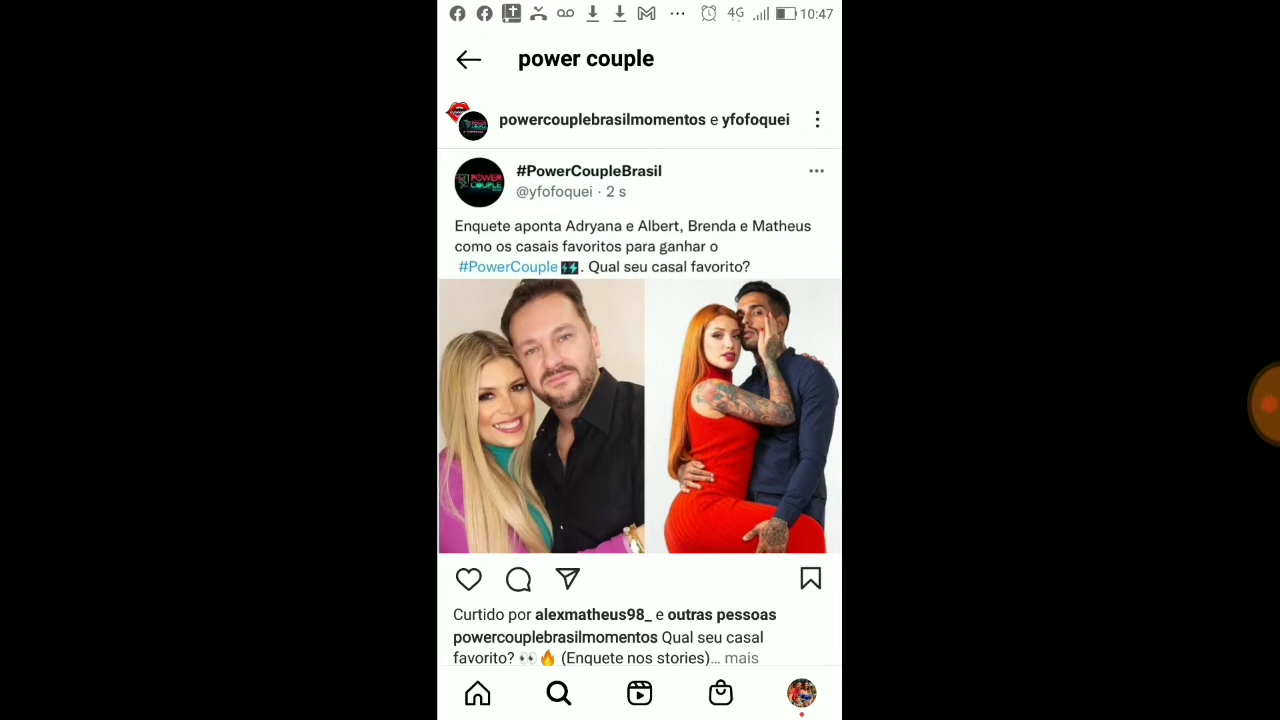 4G 10:47
power couple
powercouplebrasilmomentos e yfofoquei
#PowerCoupleBrasil
@yfofoquei · 2 s
Enquete aponta Adryana e Albert, Brenda e Matheus
como os casais favoritos para ganhar o
#PowerCouple. Qual seu casal favorito?
POWER
COUPLE
Curtido por alexmatheus98_ e outras pessoas
powercouplebrasilmomentos Qual seu casal
favorito? 👀🔥 (Enquete nos stories)... mais